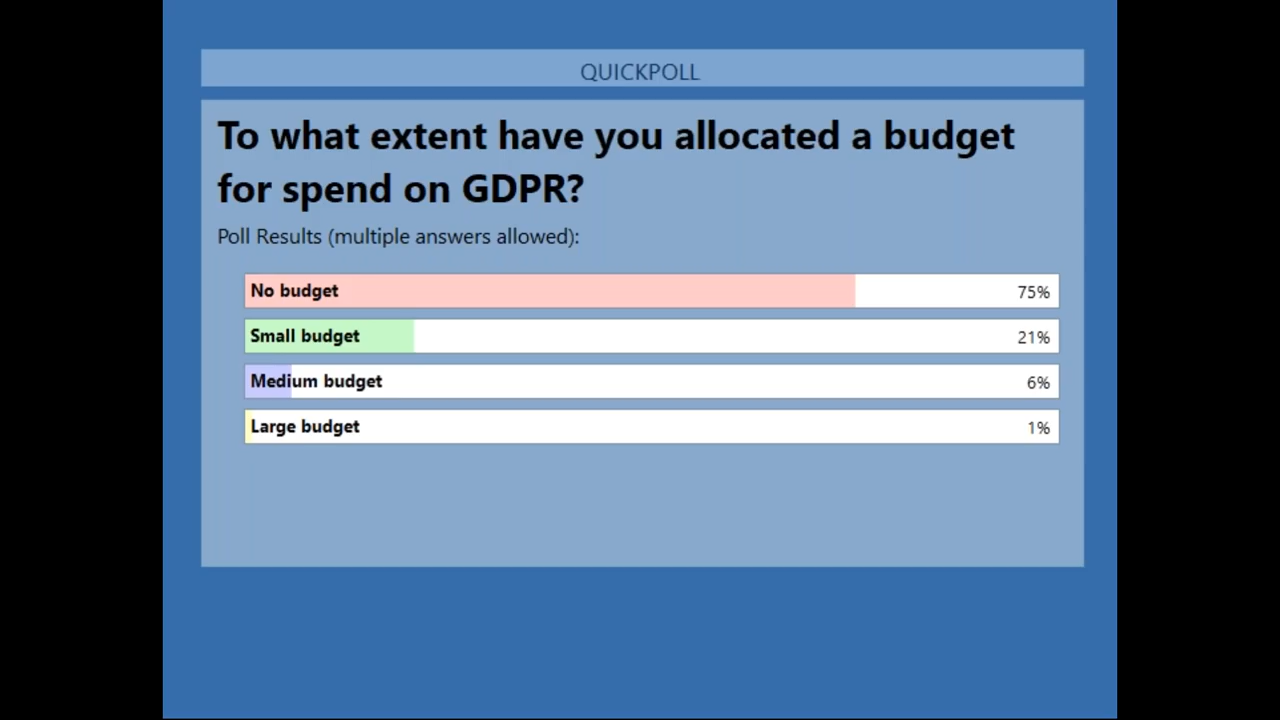 QUICKPOLL
To what extent have you allocated a budget
for spend on GDPR?
Poll Results (multiple answers allowed):
No budget 75%
Small budget 21%
Medium budget 6%
Large budget 1%